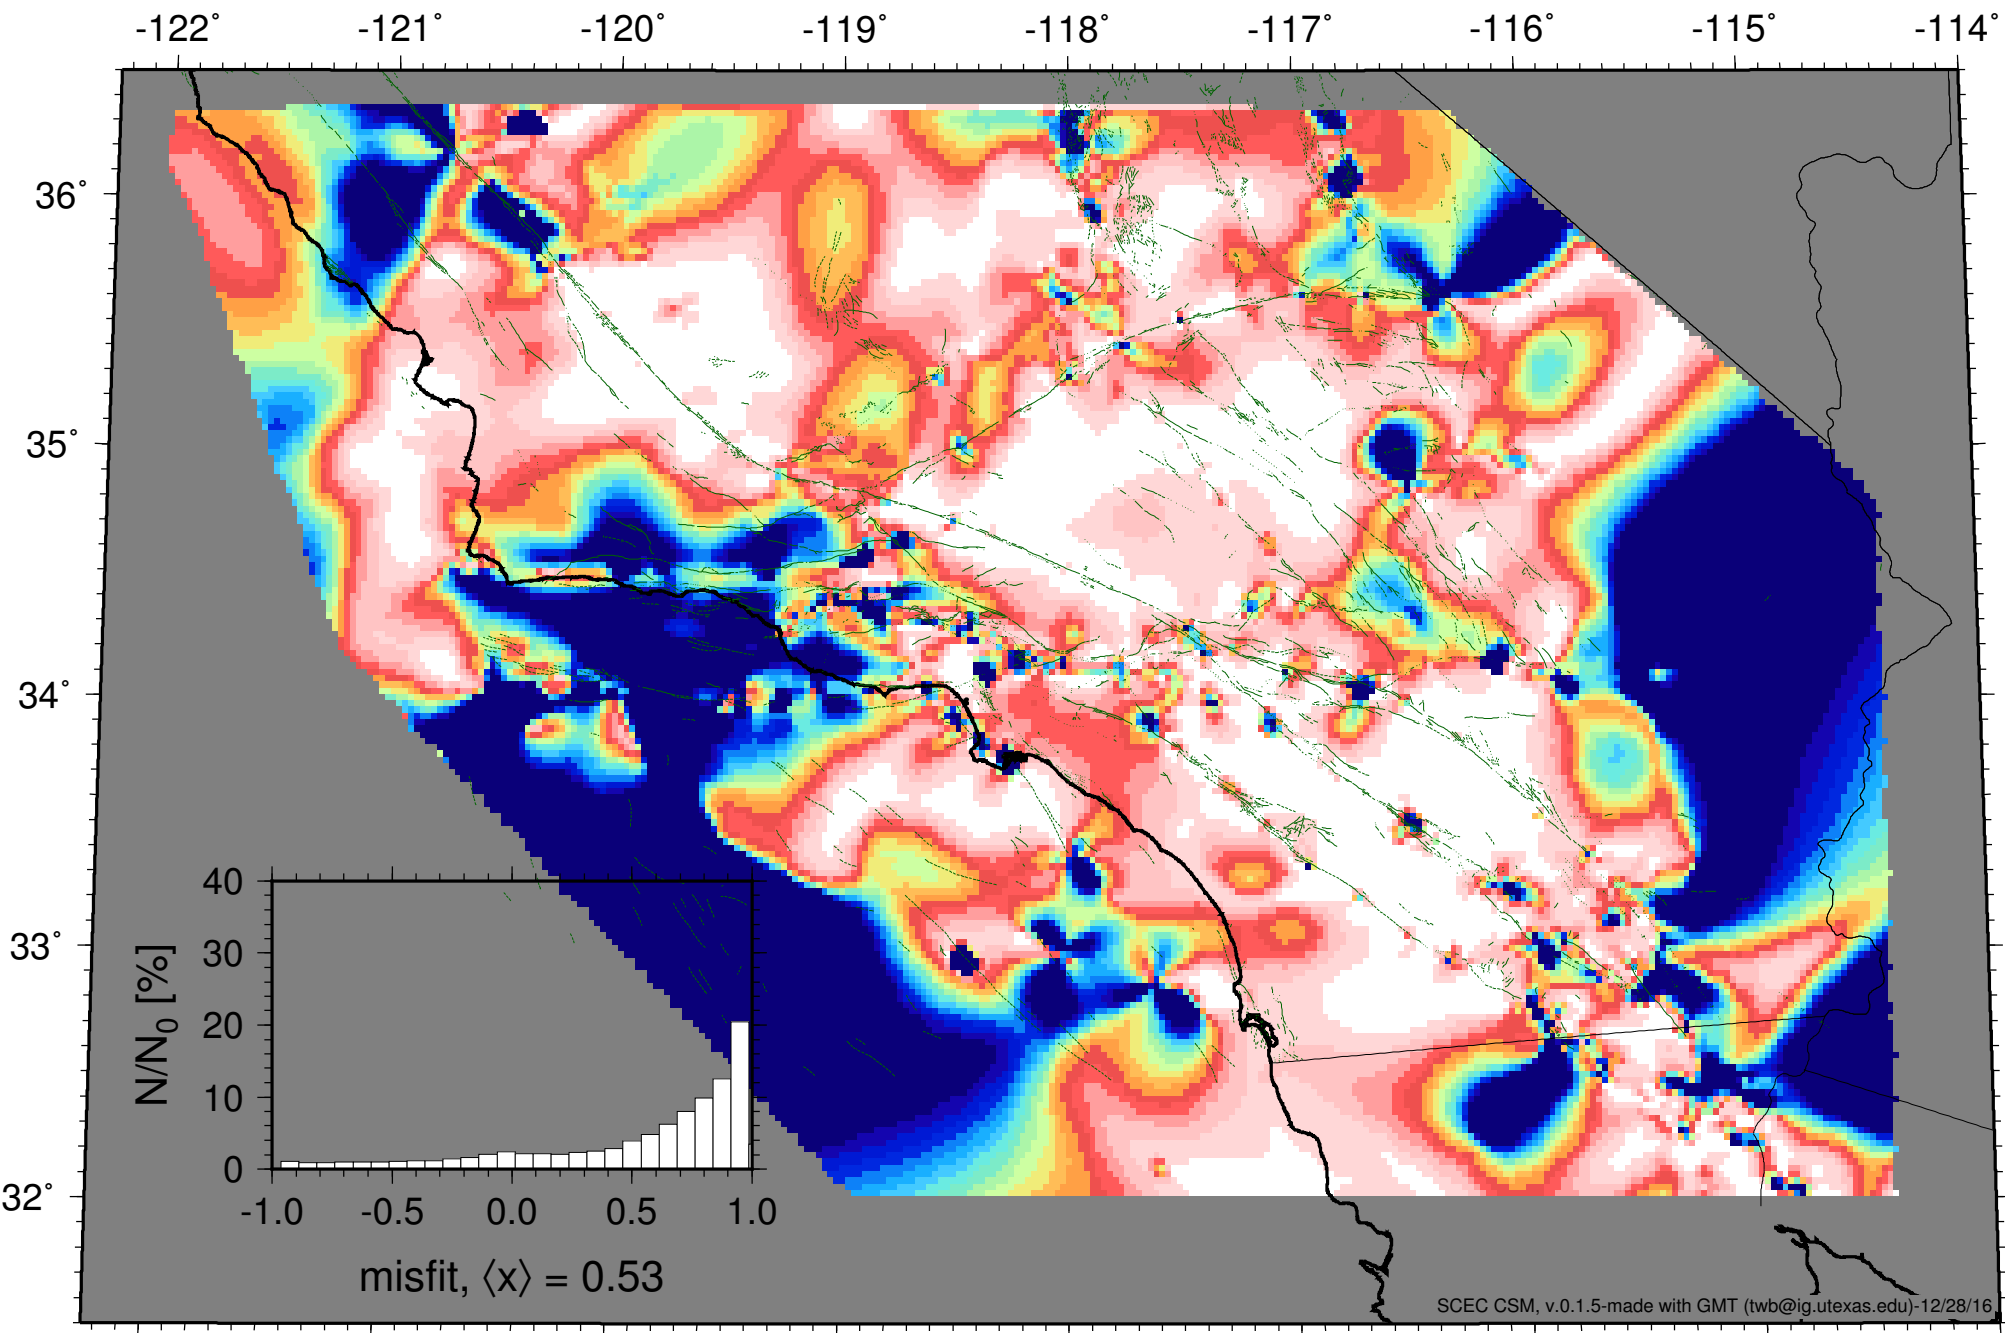 -122˚ -121˚ -120˚ -119˚ -118˚ -117˚ -116˚ -115˚ -114˚
36˚
35˚
34˚
33˚
32˚
40
30
20
10
0
N/N0 [%]
-1.0 -0.5 0.0 0.5 1.0
misfit, ⟨x⟩ = 0.53
SCEC CSM, v.0.1.5-made with GMT (twb@ig.utexas.edu)-12/28/16